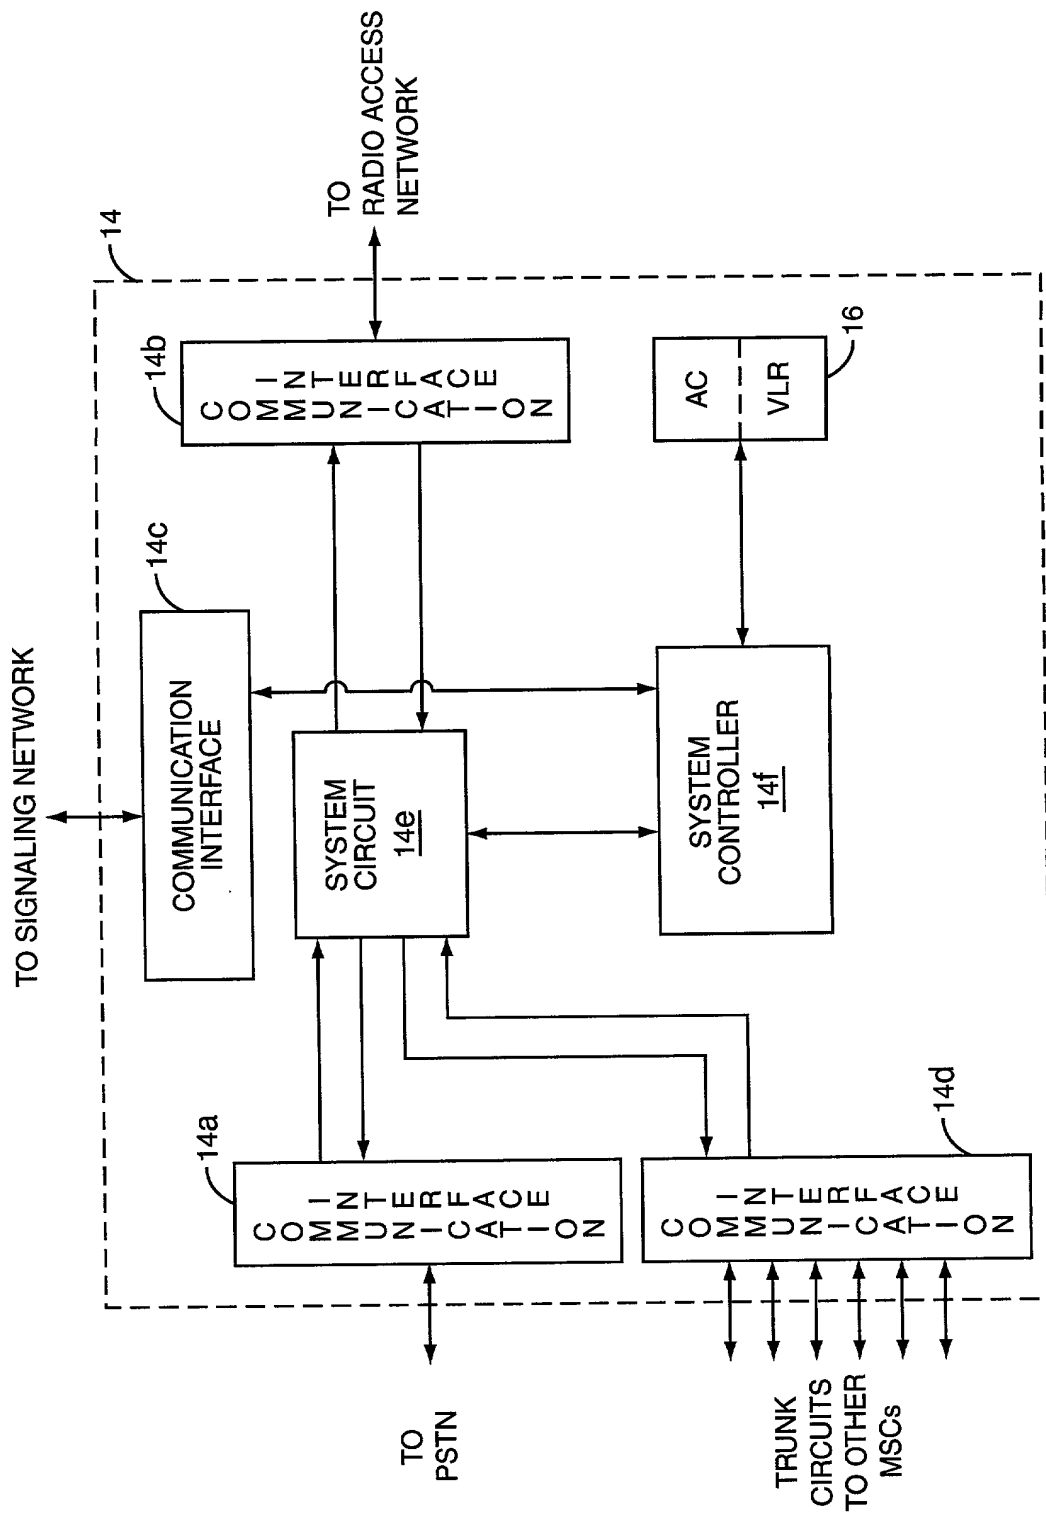 TO SIGNALING NETWORK
14
14c
COMMUNICATION
INTERFACE
14a
COMMUNICATION
INTERFACE
TO
PSTN
SYSTEM
CIRCUIT
14e
14b
COMMUNICATION
INTERFACE
TO
RADIO ACCESS
NETWORK
14d
COMMUNICATION
INTERFACE
TRUNK
CIRCUITS
TO OTHER
MSCs
SYSTEM
CONTROLLER
14f
AC
VLR
16